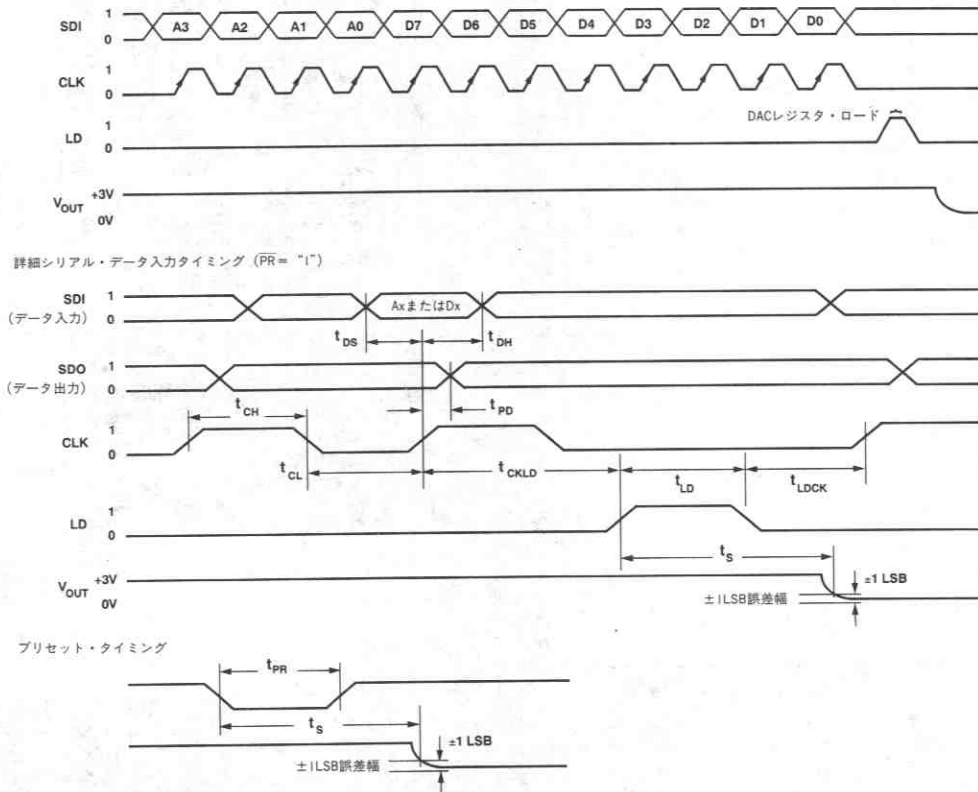 SDI 1 0 A3 A2 A1 A0 D7 D6 D5 D4 D3 D2 D1 D0
CLK 1 0
LD 1 0 DACレジスタ・ロード
VOUT +3V 0V
詳細シリアル・データ入力タイミング (PR= "1")
SDI (データ入力) 1 0 AxまたはDx
tDS tDH
SDO (データ出力) 1 0
tCH tPD
CLK 1 0
tCL tCKLD tLD tLDCK
LD 1 0
tS
VOUT +3V 0V ±1 LSB
±1LSB誤差幅
プリセット・タイミング
tPR
tS
±1 LSB
±1LSB誤差幅